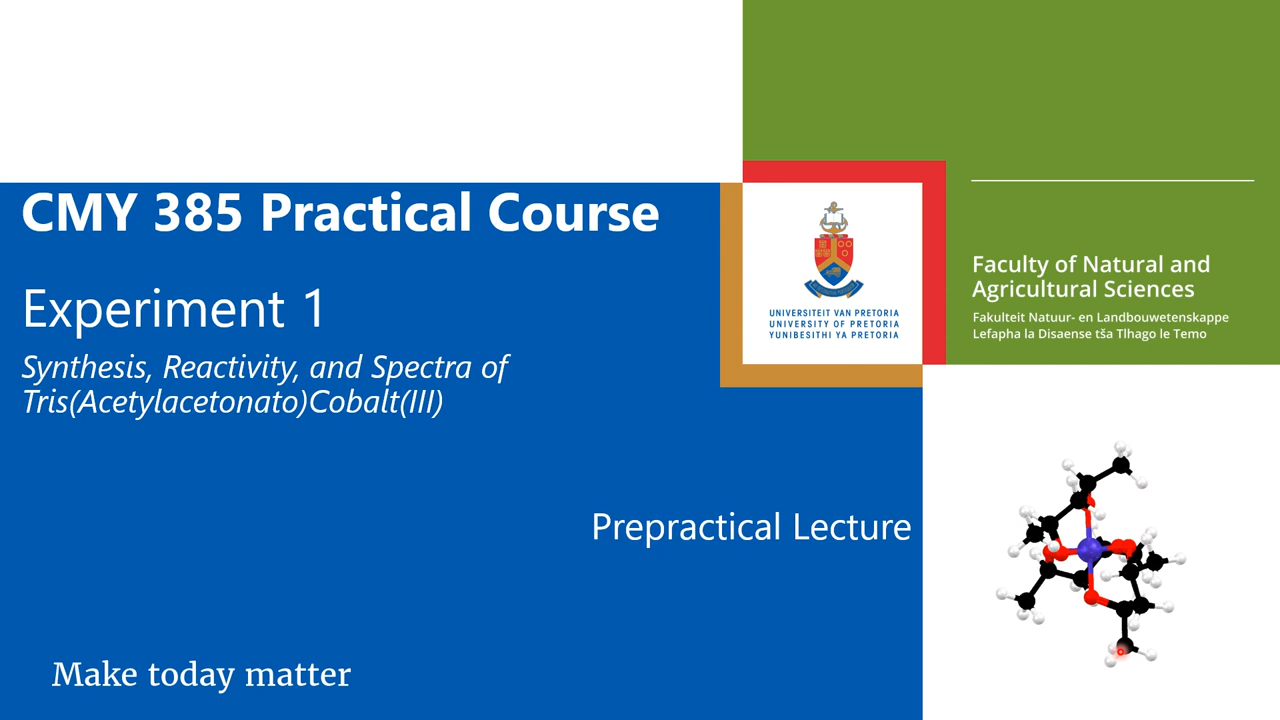 CMY 385 Practical Course
Experiment 1
Synthesis, Reactivity, and Spectra of
Tris(Acetylacetonato)Cobalt(III)
Prepractical Lecture
Make today matter
UNIVERSITEIT VAN PRETORIA
UNIVERSITY OF PRETORIA
YUNIBESITHI YA PRETORIA
Faculty of Natural and
Agricultural Sciences
Fakulteit Natuur- en Landbouwetenskappe
Lefapha la Disaense tša Tlhago le Temo